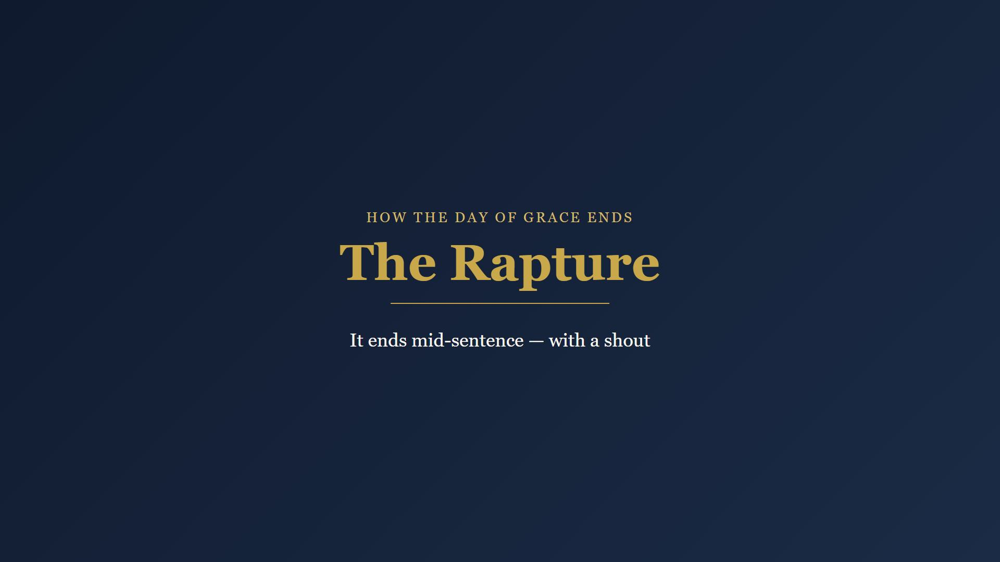 HOW THE DAY OF GRACE ENDS
The Rapture
It ends mid-sentence — with a shout